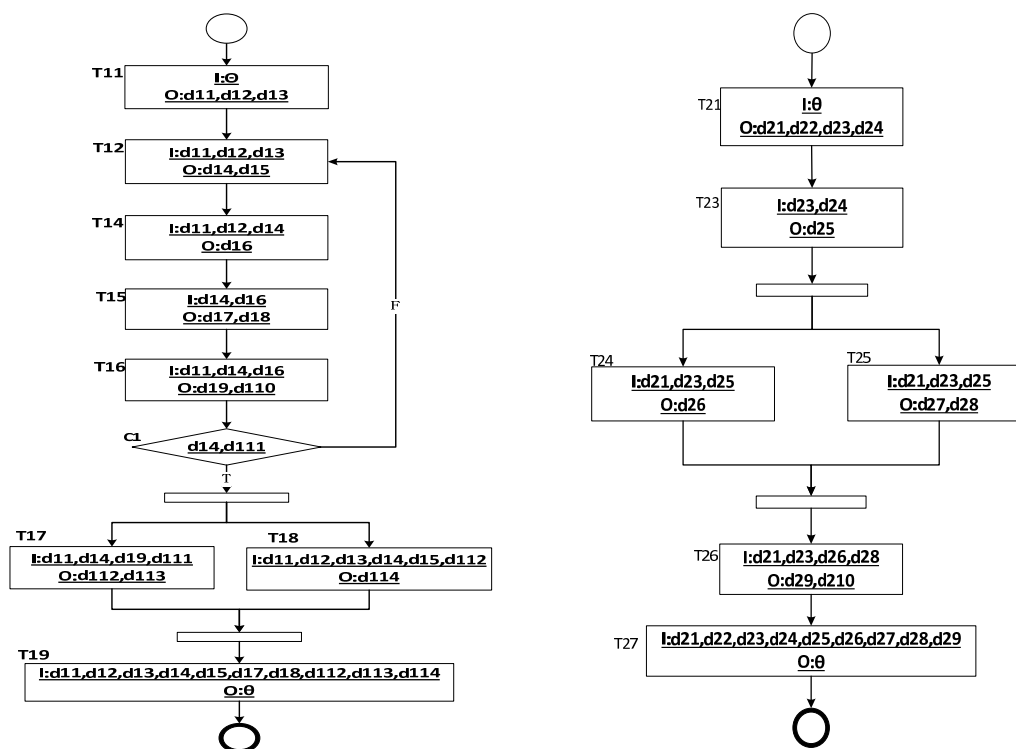 T11
I:Θ
O:d11,d12,d13
T12
I:d11,d12,d13
O:d14,d15
T14
I:d11,d12,d14
O:d16
T15
I:d14,d16
O:d17,d18
F
T16
I:d11,d14,d16
O:d19,d110
C1
d14,d111
T
T17
I:d11,d14,d19,d111
O:d112,d113
T18
I:d11,d12,d13,d14,d15,d112
O:d114
T19
I:d11,d12,d13,d14,d15,d17,d18,d112,d113,d114
O:θ
T21
I:θ
O:d21,d22,d23,d24
T23
I:d23,d24
O:d25
T24
I:d21,d23,d25
O:d26
T25
I:d21,d23,d25
O:d27,d28
T26
I:d21,d23,d26,d28
O:d29,d210
T27
I:d21,d22,d23,d24,d25,d26,d27,d28,d29
O:θ